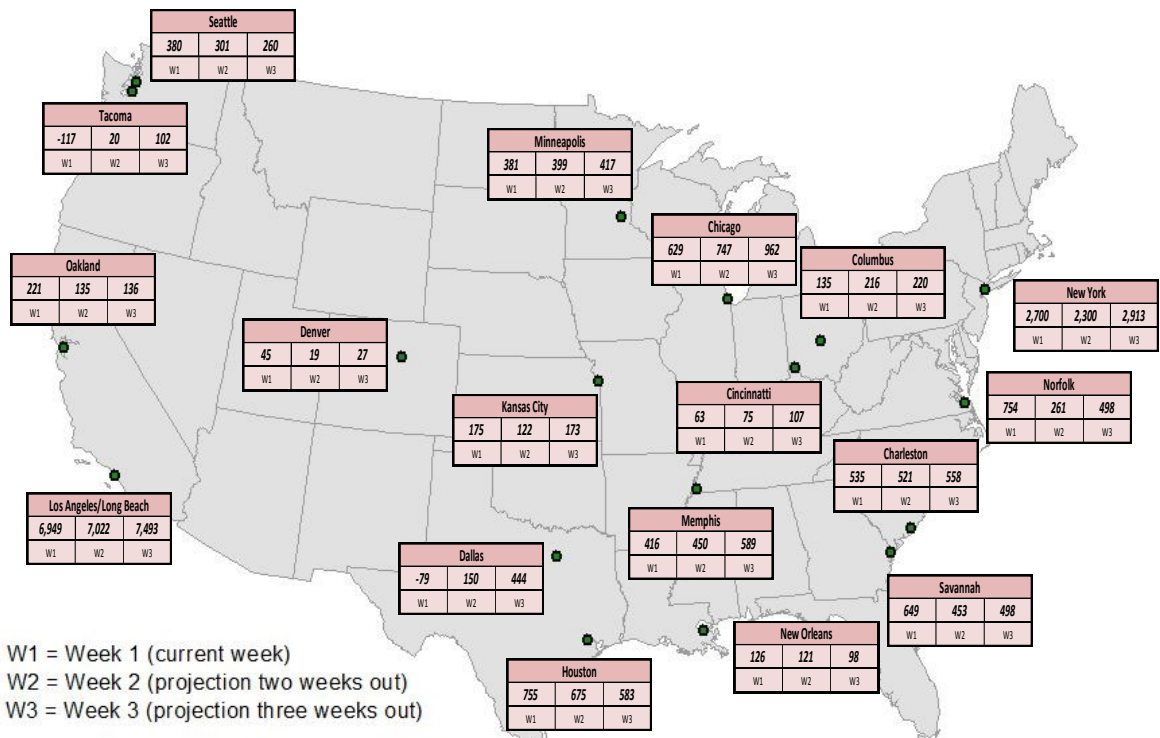 Seattle
380 301 260
W1 W2 W3
Tacoma
-117 20 102
W1 W2 W3
Minneapolis
381 399 417
W1 W2 W3
Chicago
629 747 962
W1 W2 W3
Columbus
135 216 220
W1 W2 W3
Oakland
221 135 136
W1 W2 W3
New York
2,700 2,300 2,913
W1 W2 W3
Denver
45 19 27
W1 W2 W3
Norfolk
754 261 498
W1 W2 W3
Cincinnatti
63 75 107
W1 W2 W3
Kansas City
175 122 173
W1 W2 W3
Charleston
535 521 558
W1 W2 W3
Los Angeles/Long Beach
6,949 7,022 7,493
W1 W2 W3
Memphis
416 450 589
W1 W2 W3
Dallas
-79 150 444
W1 W2 W3
Savannah
649 453 498
W1 W2 W3
New Orleans
126 121 98
W1 W2 W3
Houston
755 675 583
W1 W2 W3
W1 = Week 1 (current week)
W2 = Week 2 (projection two weeks out)
W3 = Week 3 (projection three weeks out)